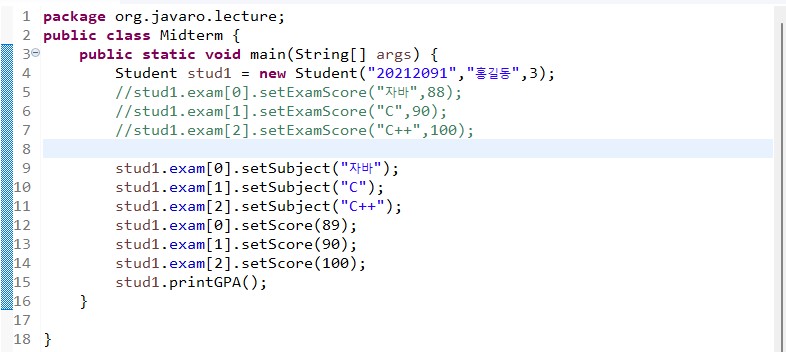 1 package org.javaro.lecture;
2 public class Midterm {
3     public static void main(String[] args) {
4         Student stud1 = new Student("20212091","홍길동",3);
5         //stud1.exam[0].setExamScore("자바",88);
6         //stud1.exam[1].setExamScore("C",90);
7         //stud1.exam[2].setExamScore("C++",100);
8
9         stud1.exam[0].setSubject("자바");
10         stud1.exam[1].setSubject("C");
11         stud1.exam[2].setSubject("C++");
12         stud1.exam[0].setScore(89);
13         stud1.exam[1].setScore(90);
14         stud1.exam[2].setScore(100);
15         stud1.printGPA();
16     }
17
18 }